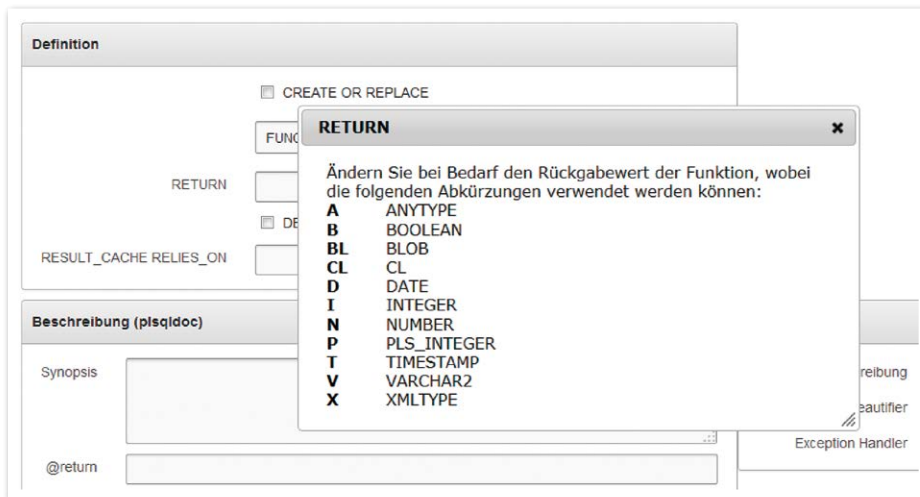 Definition
CREATE OR REPLACE
FUNC
RETURN
DE
RESULT_CACHE RELIES_ON
RETURN
Ändern Sie bei Bedarf den Rückgabewert der Funktion, wobei
die folgenden Abkürzungen verwendet werden können:
A ANYTYPE
B BOOLEAN
BL BLOB
CL CL
D DATE
I INTEGER
N NUMBER
P PLS_INTEGER
T TIMESTAMP
V VARCHAR2
X XMLTYPE
Beschreibung (plsqldoc)
Synopsis
@return
reibung
eautifier
Exception Handler